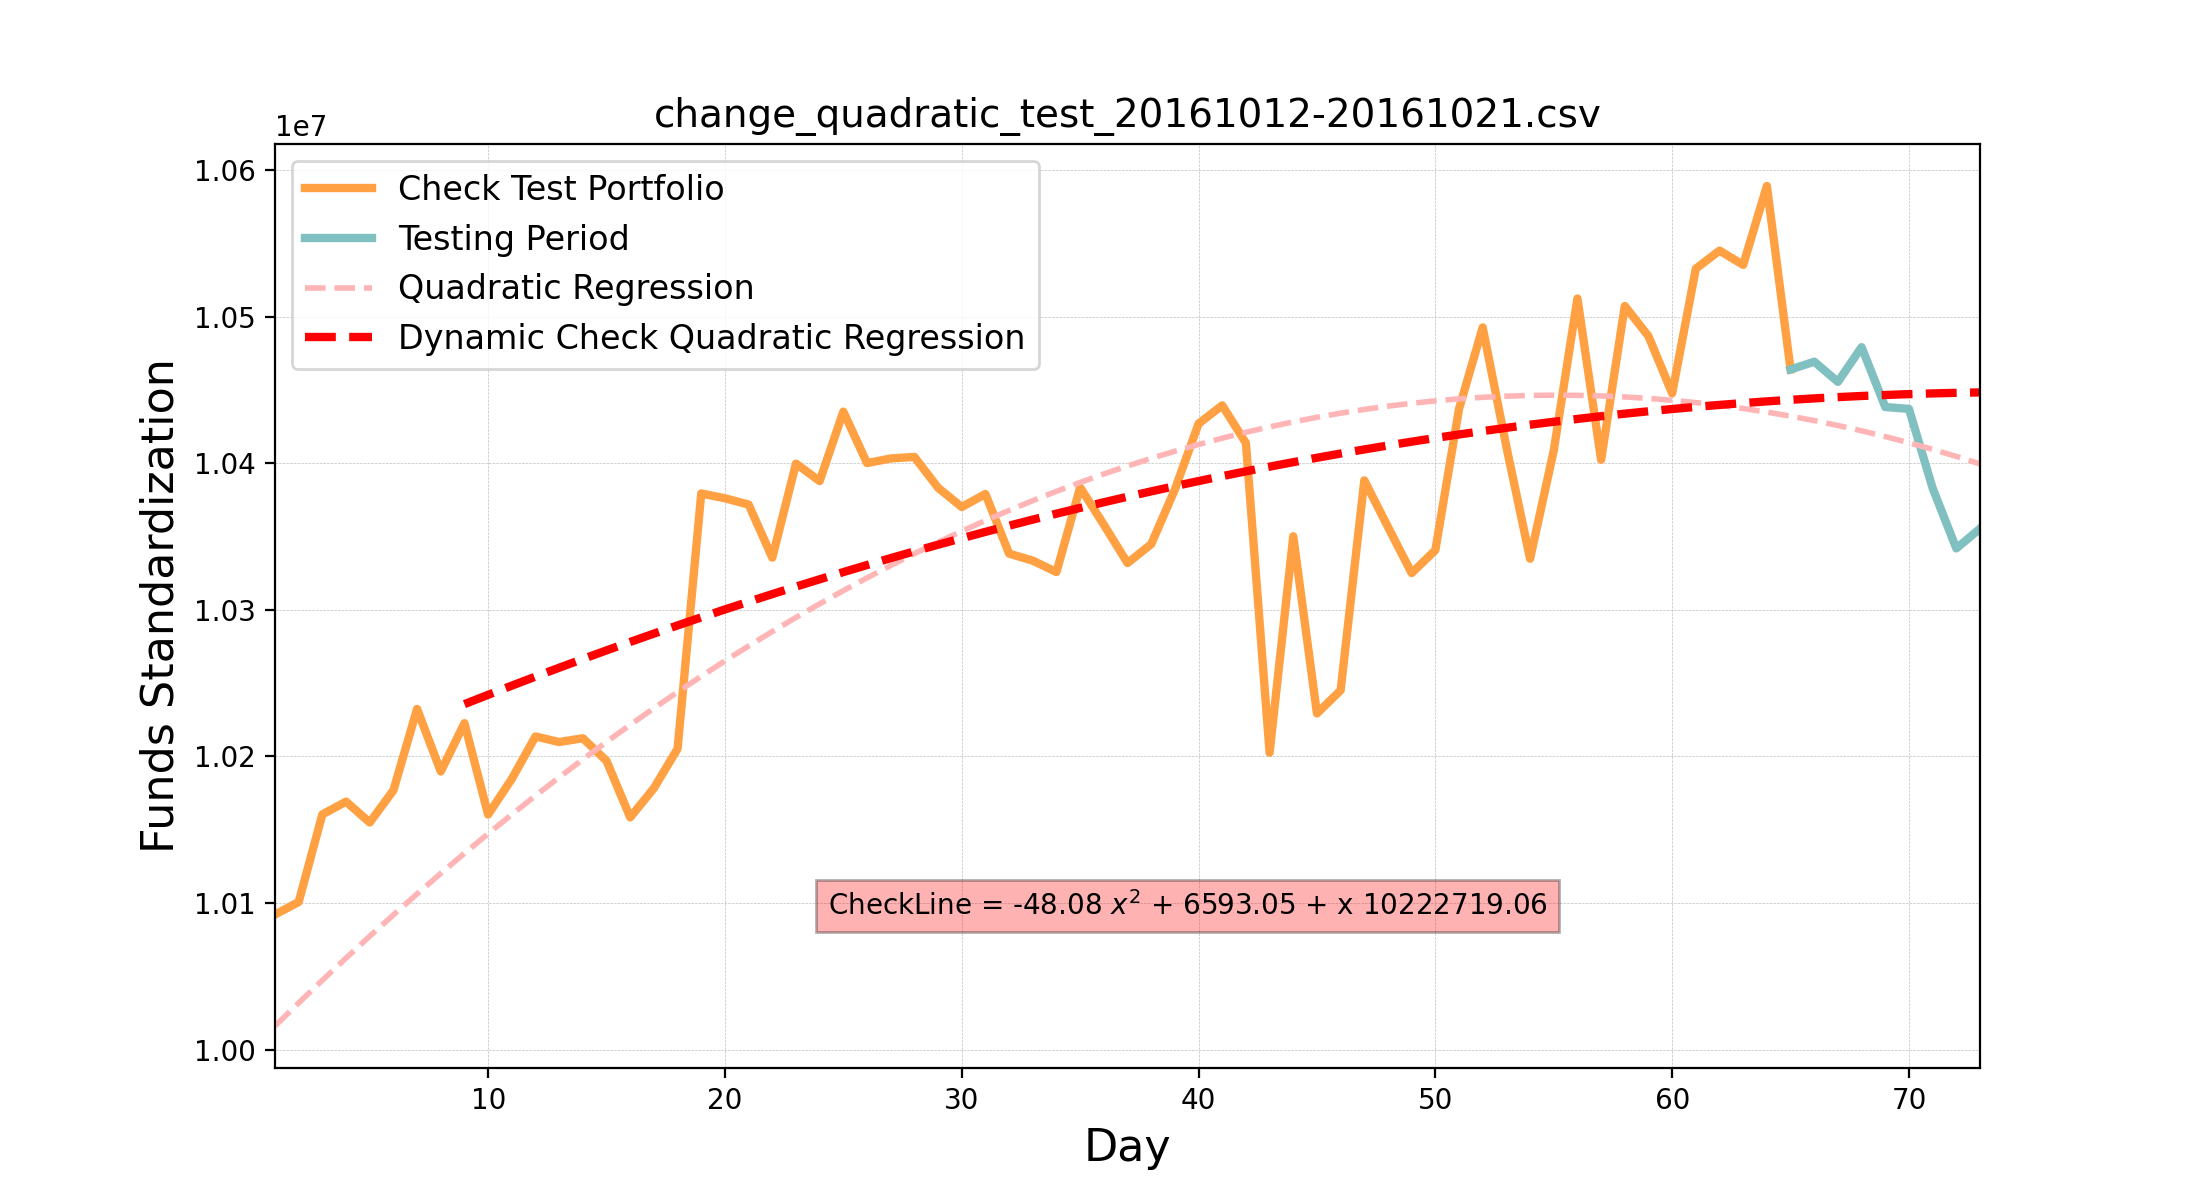 change_quadratic_test_20161012-20161021.csv
1e7
Check Test Portfolio
Testing Period
Quadratic Regression
Dynamic Check Quadratic Regression
1.06
1.05
1.04
1.03
1.02
1.01
1.00
Funds Standardization
CheckLine = -48.08 x² + 6593.05 + x 10222719.06
10 20 30 40 50 60 70
Day